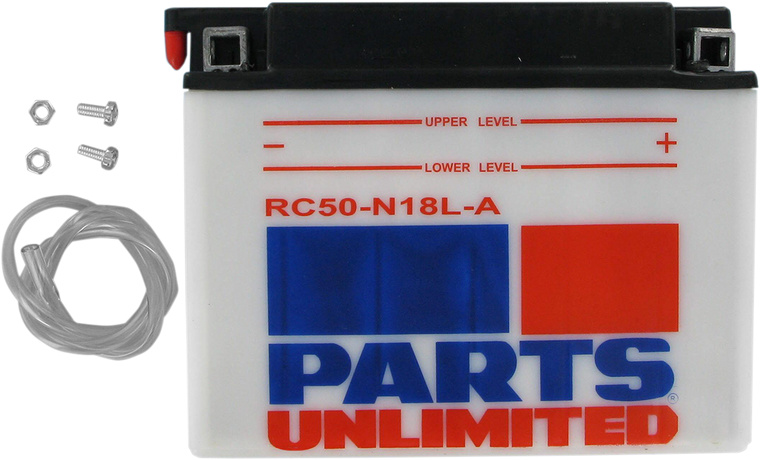 UPPER LEVEL
− +
LOWER LEVEL
RC50-N18L-A
PARTS
UNLIMITED®